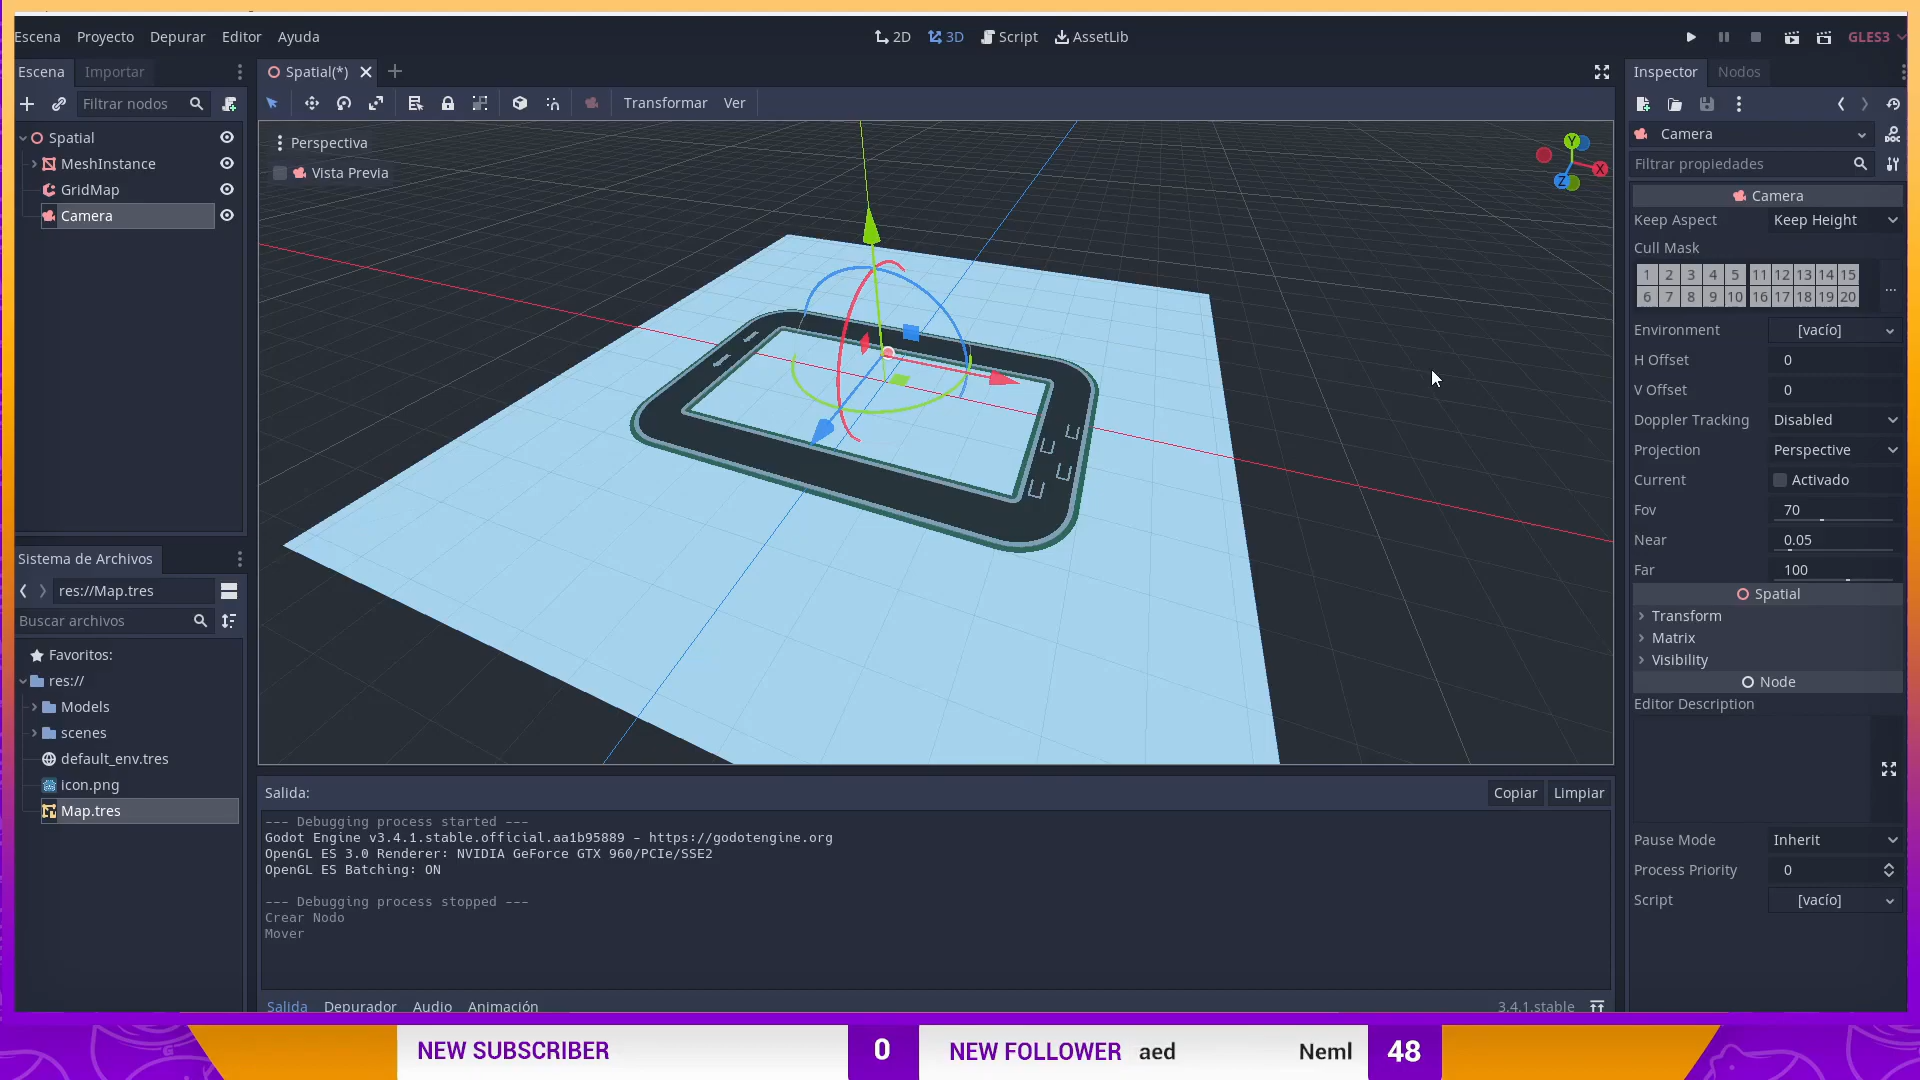 Escena Proyecto Depurar Editor Ayuda
2D 3D Script AssetLib
GLES3
Escena Importar
Filtrar nodos
Spatial
MeshInstance
GridMap
Camera
Sistema de Archivos
res://Map.tres
Buscar archivos
Favoritos:
res://
Models
scenes
default_env.tres
icon.png
Map.tres
Spatial(*)
Transformar Ver
Perspectiva
Vista Previa
Y
X
Z
Salida:
Copiar Limpiar
--- Debugging process started ---
Godot Engine v3.4.1.stable.official.aa1b95889 - https://godotengine.org
OpenGL ES 3.0 Renderer: NVIDIA GeForce GTX 960/PCIe/SSE2
OpenGL ES Batching: ON
--- Debugging process stopped ---
Crear Nodo
Mover
Salida Depurador Audio Animación
3.4.1.stable
Inspector Nodos
Camera
Filtrar propiedades
Camera
Keep Aspect Keep Height
Cull Mask
1 2 3 4 5 11 12 13 14 15
6 7 8 9 10 16 17 18 19 20
...
Environment [vacío]
H Offset 0
V Offset 0
Doppler Tracking Disabled
Projection Perspective
Current Activado
Fov 70
Near 0.05
Far 100
Spatial
Transform
Matrix
Visibility
Node
Editor Description
Pause Mode Inherit
Process Priority 0
Script [vacío]
NEW SUBSCRIBER 0 NEW FOLLOWER aed Neml 48